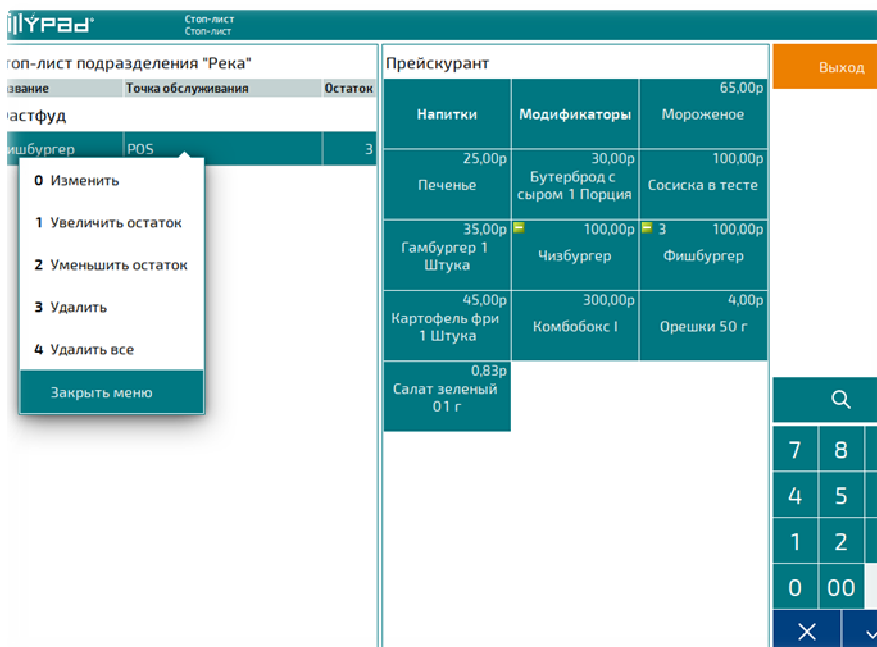 ÝPad
Стоп-лист
Стоп-лист
топ-лист подразделения "Река"
Прейскурант
Выход
звание Точка обслуживания Остаток
астфуд
ишбургер POS 3
0 Изменить
1 Увеличить остаток
2 Уменьшить остаток
3 Удалить
4 Удалить все
Закрыть меню
Напитки
Модификаторы
65,00р
Мороженое
25,00р
Печенье
30,00р
Бутерброд с
сыром 1 Порция
100,00р
Сосиска в тесте
35,00р
Гамбургер 1
Штука
100,00р
Чизбургер
3 100,00р
Фишбургер
45,00р
Картофель фри
1 Штука
300,00р
Комбобокс I
4,00р
Орешки 50 г
0,83р
Салат зеленый
01 г
7 8
4 5
1 2
0 00